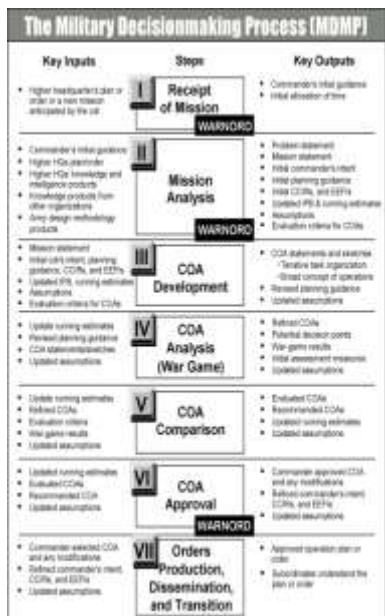 The Military Decisionmaking Process (MDMP)
Key Inputs
Steps
Key Outputs
• Higher headquarter's plan or
order or a new mission
anticipated by the cdr
I
Receipt
of Mission
WARNORD
• Commander's initial guidance
• Initial allocation of time
• Commander's initial guidance
• Higher HQs plan/order
• Higher HQs knowledge and
intelligence products
• Knowledge products from
other organizations
• Army design methodology
products
II
Mission
Analysis
WARNORD
• Problem statement
• Mission statement
• Initial commander's intent
• Initial planning guidance
• Initial CCIRs, and EEFIs
• Updated IPB & running estimates
• Assumptions
• Evaluation criteria for COAs
• Mission statement
• Initial cdr's intent, planning
guidance, CCIRs, and EEFIs
• Updated IPB, running estimates
• Assumptions
• Evaluation criteria for COAs
III
COA
Development
• COA statements and sketches
-Tentative task organization
-Broad concept of operations
• Revised planning guidance
• Updated assumptions
• Update running estimates
• Revised planning guidance
• COA statements/sketches
• Updated assumptions
IV
COA
Analysis
(War Game)
• Refined COAs
• Potential decision points
• War-game results
• Initial assessment measures
• Updated assumptions
• Update running estimates
• Refined COAs
• Evaluation criteria
• War-game results
• Updated assumptions
V
COA
Comparison
• Evaluated COAs
• Recommended COAs
• Updated running estimates
• Updated assumptions
• Updated running estimates
• Evaluated COAs
• Recommended COA
• Updated assumptions
VI
COA
Approval
WARNORD
• Commander approved COA
and any modifications
• Refined commander's intent,
CCIRs, and EEFIs
• Updated assumptions
• Commander-selected COA
and any modifications
• Refined commander's intent,
CCIRs, and EEFIs
• Updated assumptions
VII
Orders
Production,
Dissemination,
and Transition
• Approved operation plan or
order
• Subordinates understand the
plan or order